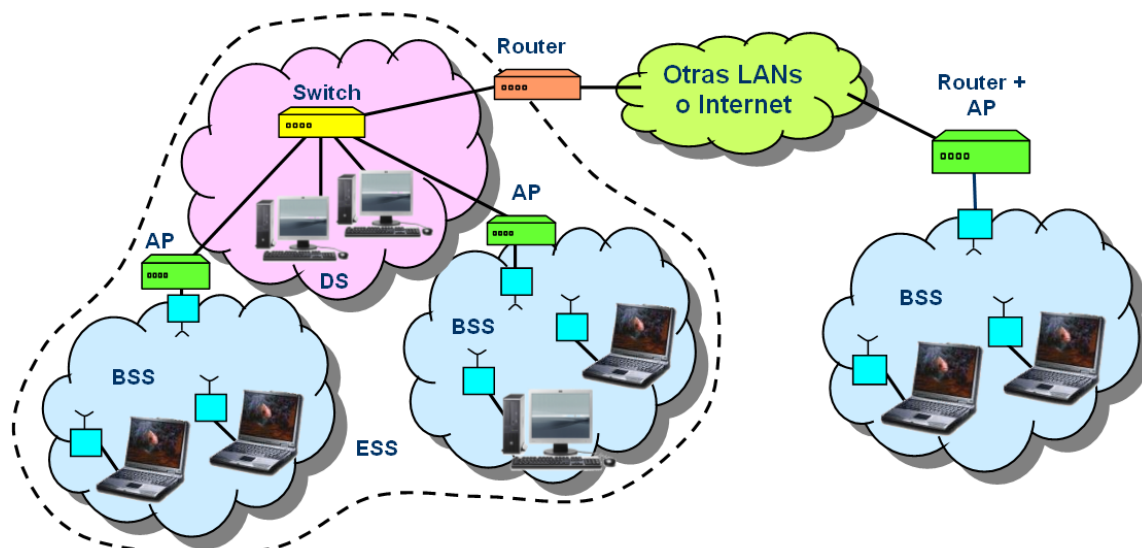 Router
Otras LANs
o Internet
Router +
AP
Switch
AP
AP
DS
BSS
BSS
BSS
ESS